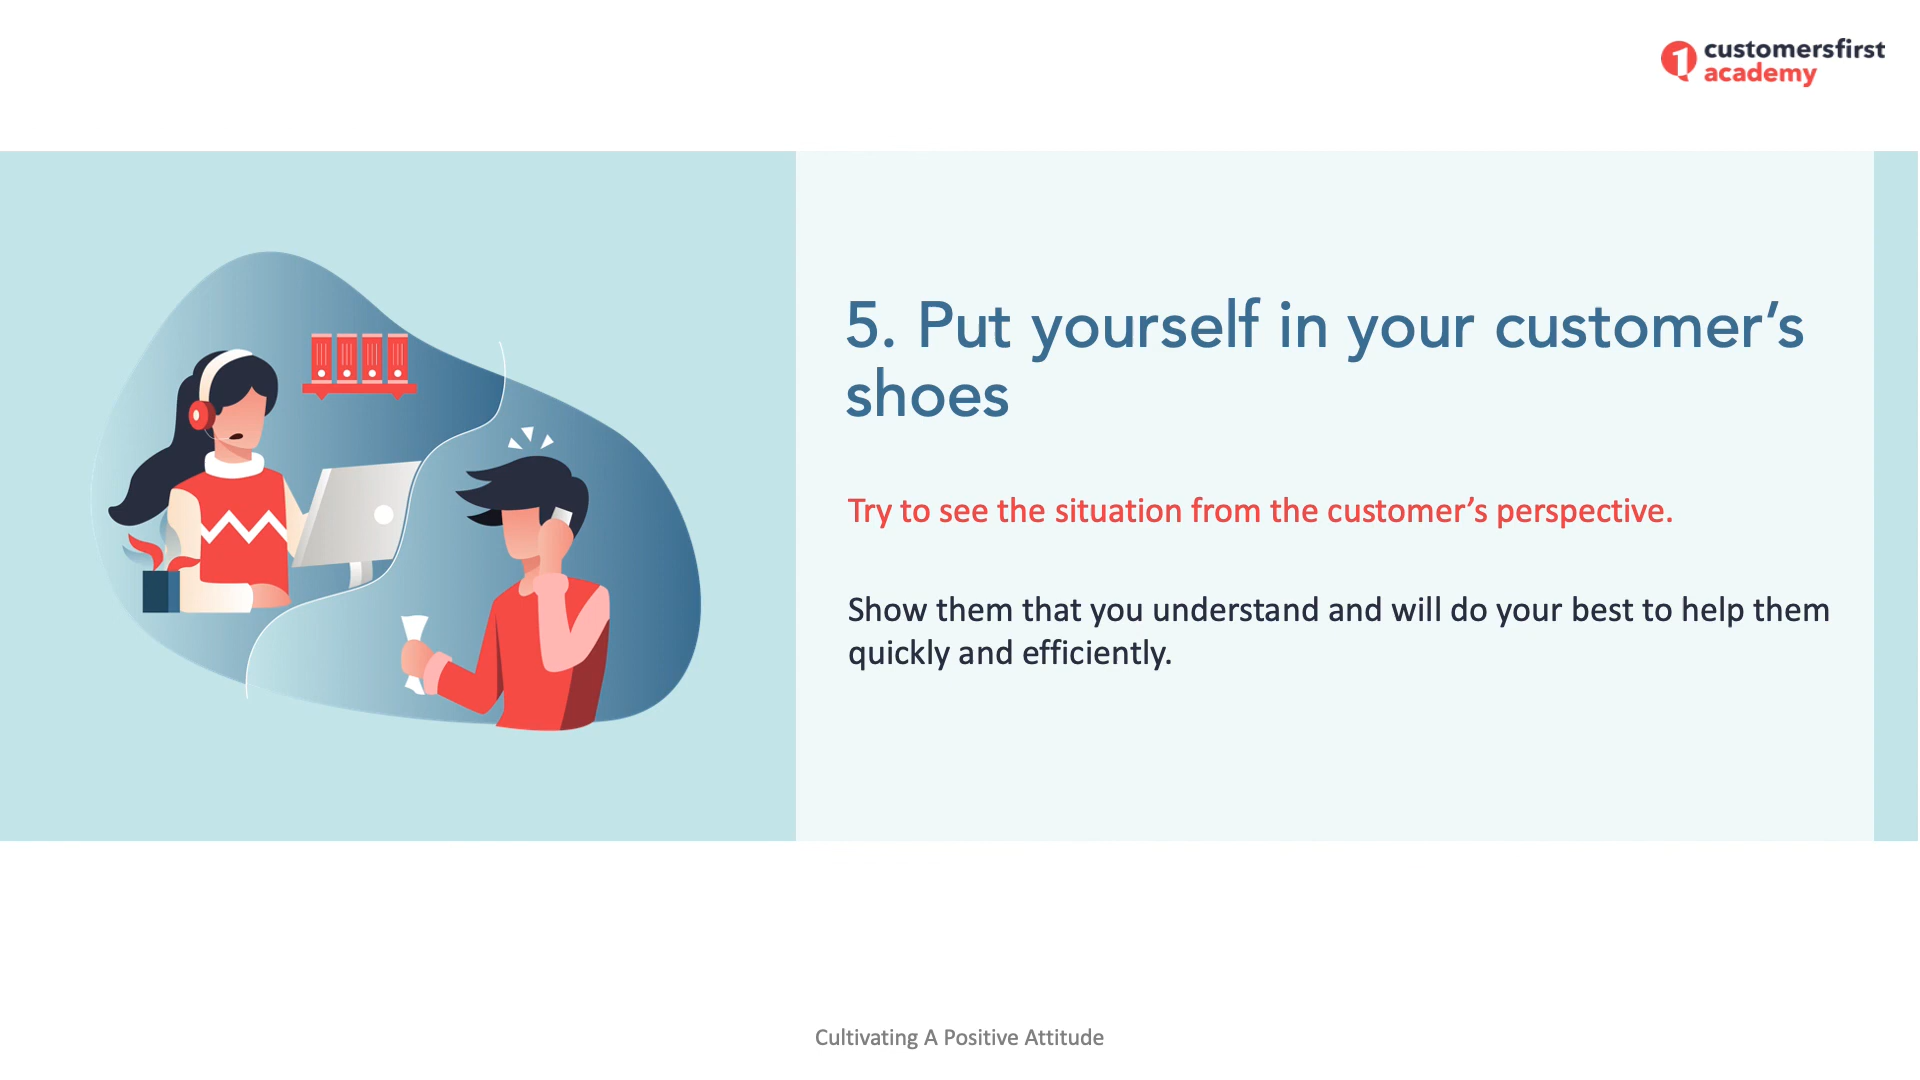 customersfirst
academy
5. Put yourself in your customer’s
shoes
Try to see the situation from the customer’s perspective.
Show them that you understand and will do your best to help them
quickly and efficiently.
Cultivating A Positive Attitude